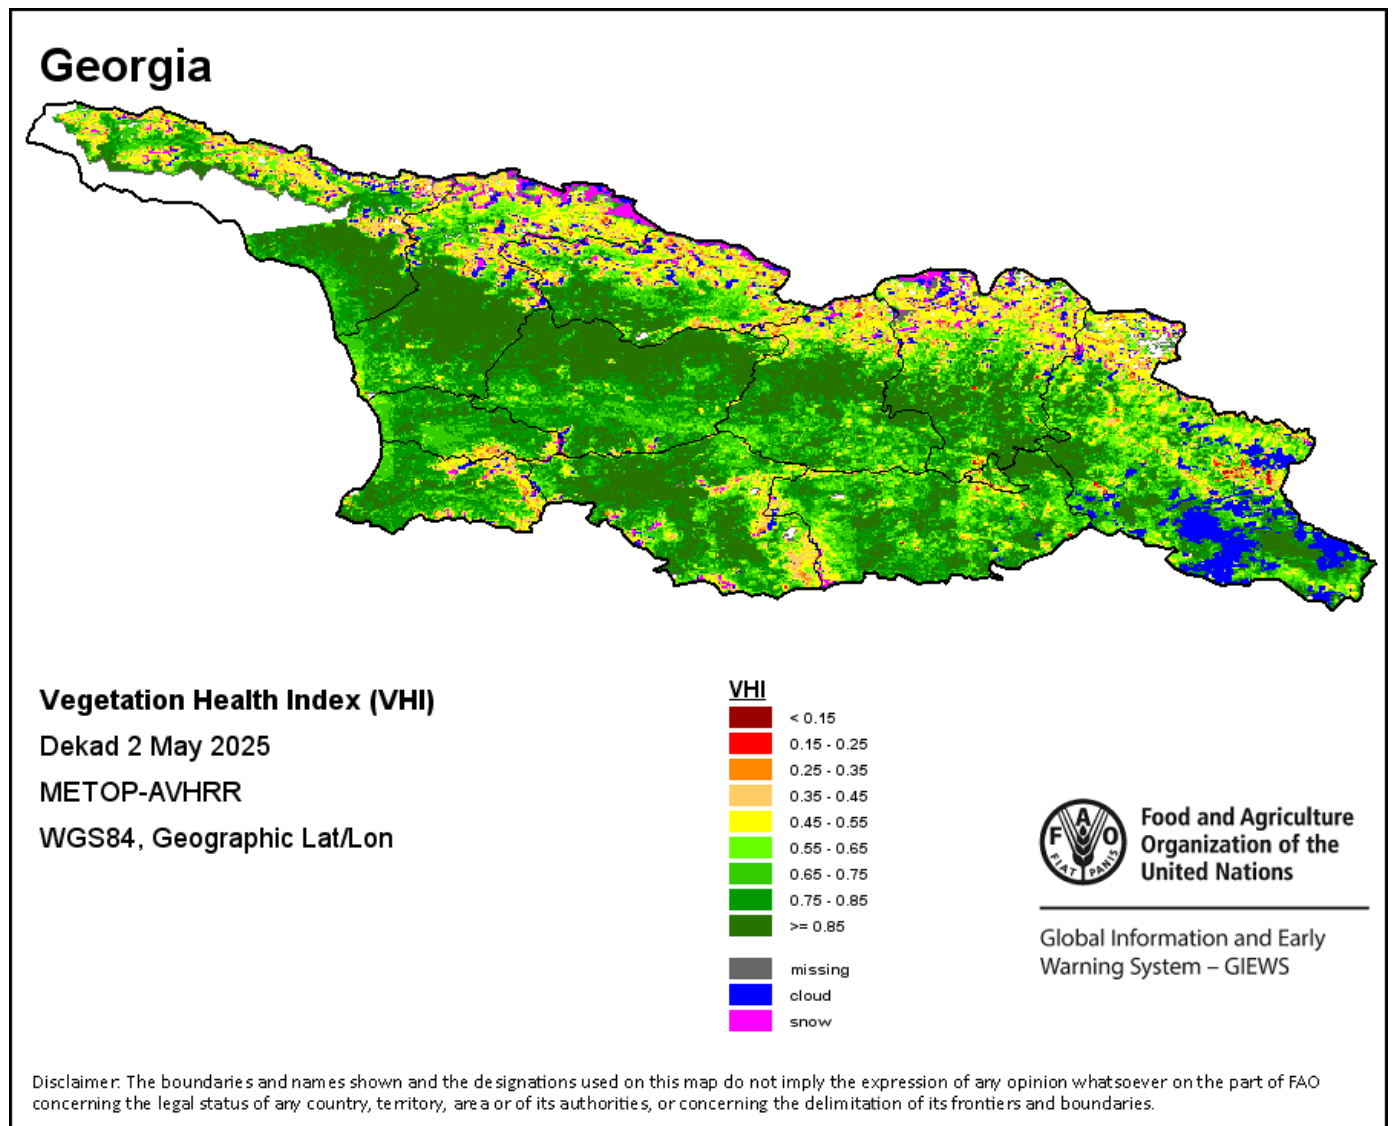 Georgia
Vegetation Health Index (VHI)
Dekad 2 May 2025
METOP-AVHRR
WGS84, Geographic Lat/Lon
VHI
< 0.15
0.15 - 0.25
0.25 - 0.35
0.35 - 0.45
0.45 - 0.55
0.55 - 0.65
0.65 - 0.75
0.75 - 0.85
>= 0.85
missing
cloud
snow
F A O
FIAT PANIS
Food and Agriculture
Organization of the
United Nations
Global Information and Early
Warning System – GIEWS
Disclaimer: The boundaries and names shown and the designations used on this map do not imply the expression of any opinion whatsoever on the part of FAO
concerning the legal status of any country, territory, area or of its authorities, or concerning the delimitation of its frontiers and boundaries.